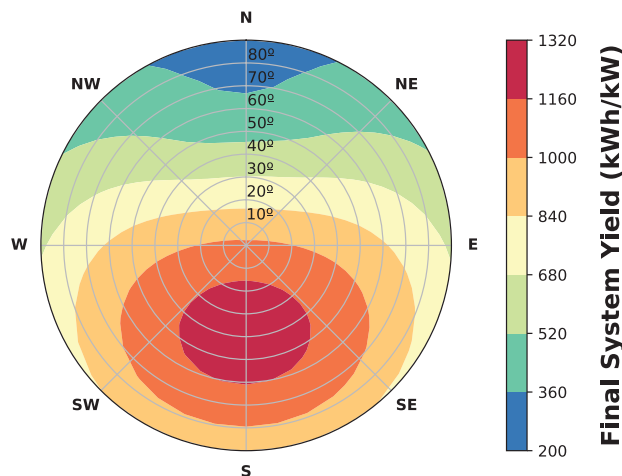 N
NW
NE
W
E
SW
SE
S
80º
70º
60º
50º
40º
30º
20º
10º
1320
1160
1000
840
680
520
360
200
Final System Yield (kWh/kW)